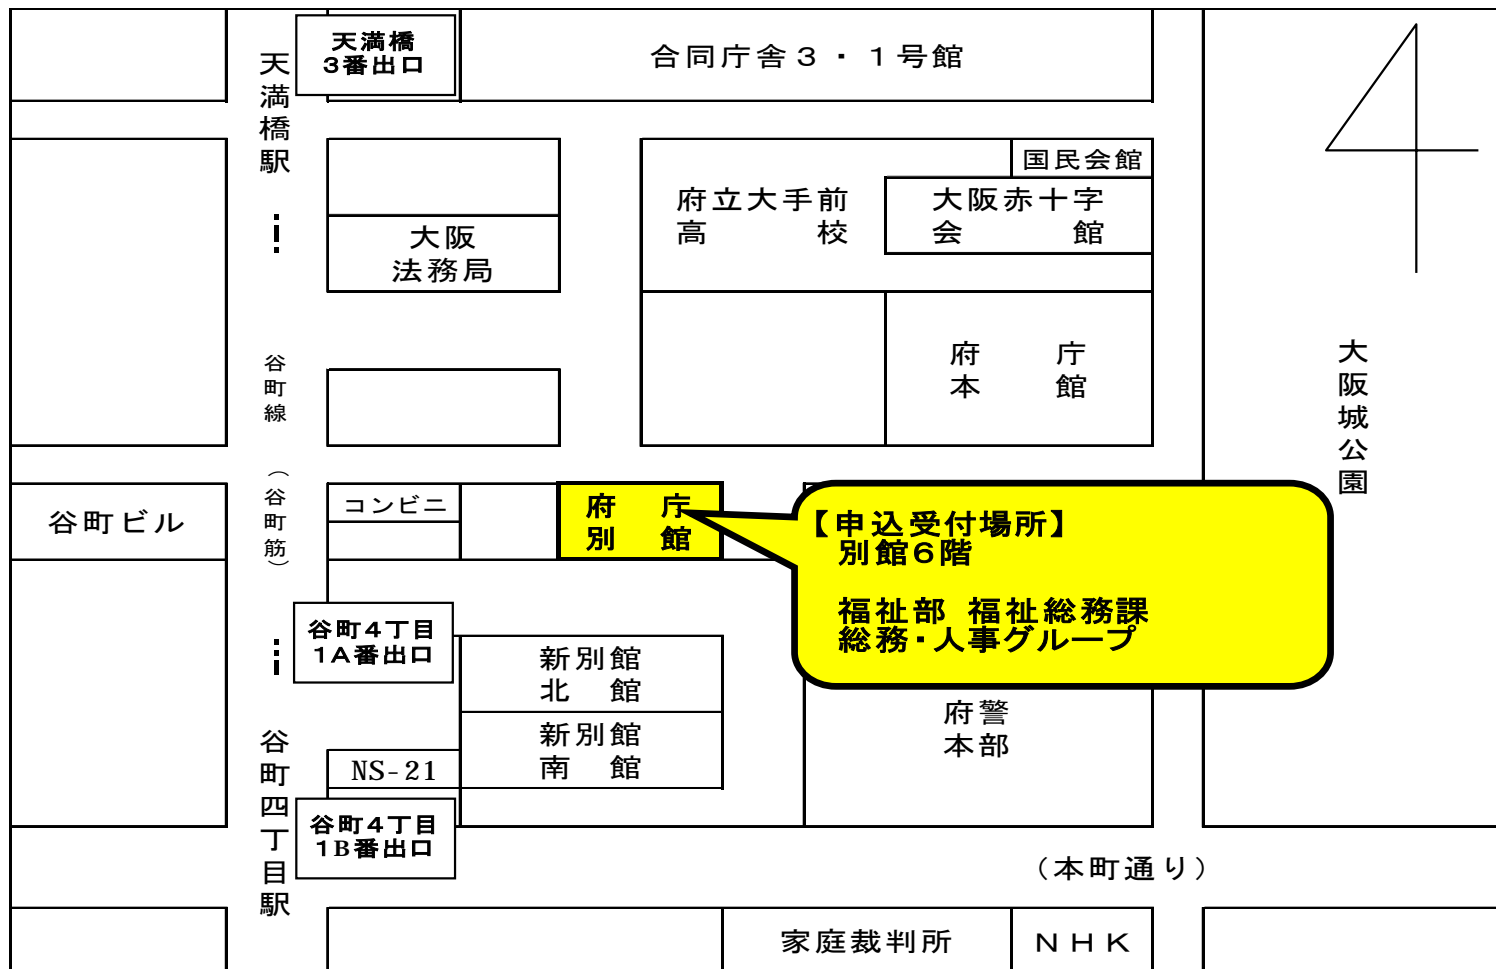 天満橋
3番出口
合同庁舎３・１号館
天満橋駅
国民会館
府立大手前
高校
大阪赤十字
会館
大阪
法務局
谷町線
(谷町筋)
府庁
本館
大阪城公園
谷町ビル
コンビニ
府庁
別館
【申込受付場所】
別館6階
福祉部 福祉総務課
総務・人事グループ
谷町4丁目
1A番出口
新別館
北館
新別館
南館
府警
本部
NS-21
谷町四丁目駅
谷町4丁目
1B番出口
(本町通り)
家庭裁判所
ＮＨＫ